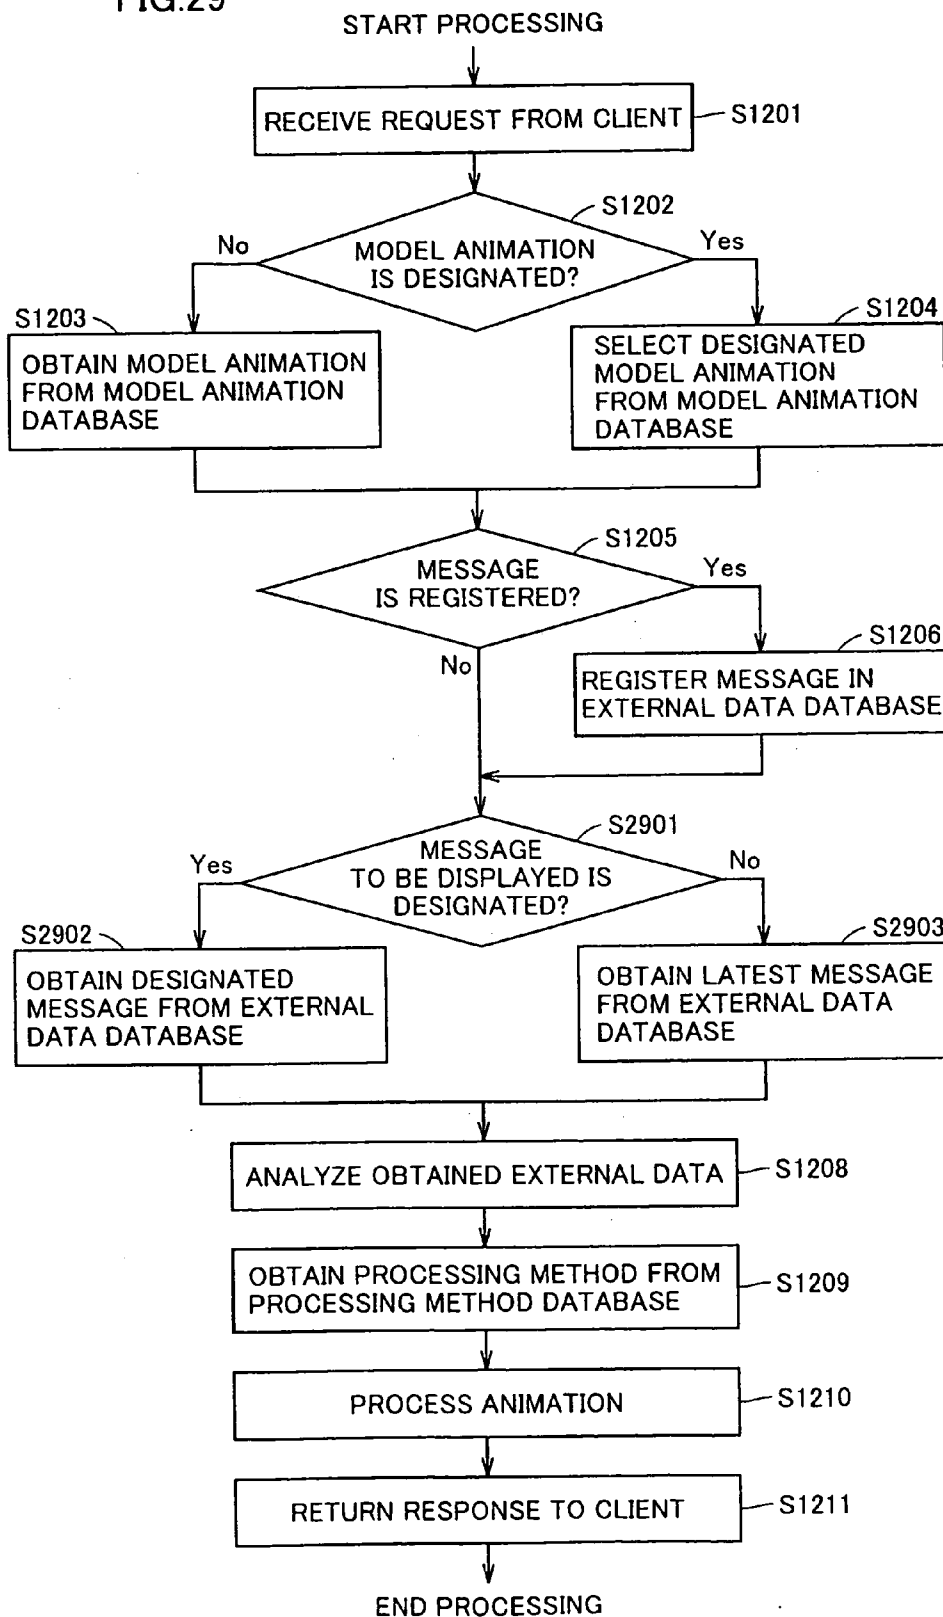 FIG.29
START PROCESSING
RECEIVE REQUEST FROM CLIENT
S1201
S1202
No
MODEL ANIMATION
IS DESIGNATED?
Yes
S1203
OBTAIN MODEL ANIMATION
FROM MODEL ANIMATION
DATABASE
S1204
SELECT DESIGNATED
MODEL ANIMATION
FROM MODEL ANIMATION
DATABASE
S1205
MESSAGE
IS REGISTERED?
Yes
No
S1206
REGISTER MESSAGE IN
EXTERNAL DATA DATABASE
S2901
Yes
MESSAGE
TO BE DISPLAYED IS
DESIGNATED?
No
S2902
OBTAIN DESIGNATED
MESSAGE FROM EXTERNAL
DATA DATABASE
S2903
OBTAIN LATEST MESSAGE
FROM EXTERNAL DATA
DATABASE
ANALYZE OBTAINED EXTERNAL DATA
S1208
OBTAIN PROCESSING METHOD FROM
PROCESSING METHOD DATABASE
S1209
PROCESS ANIMATION
S1210
RETURN RESPONSE TO CLIENT
S1211
END PROCESSING